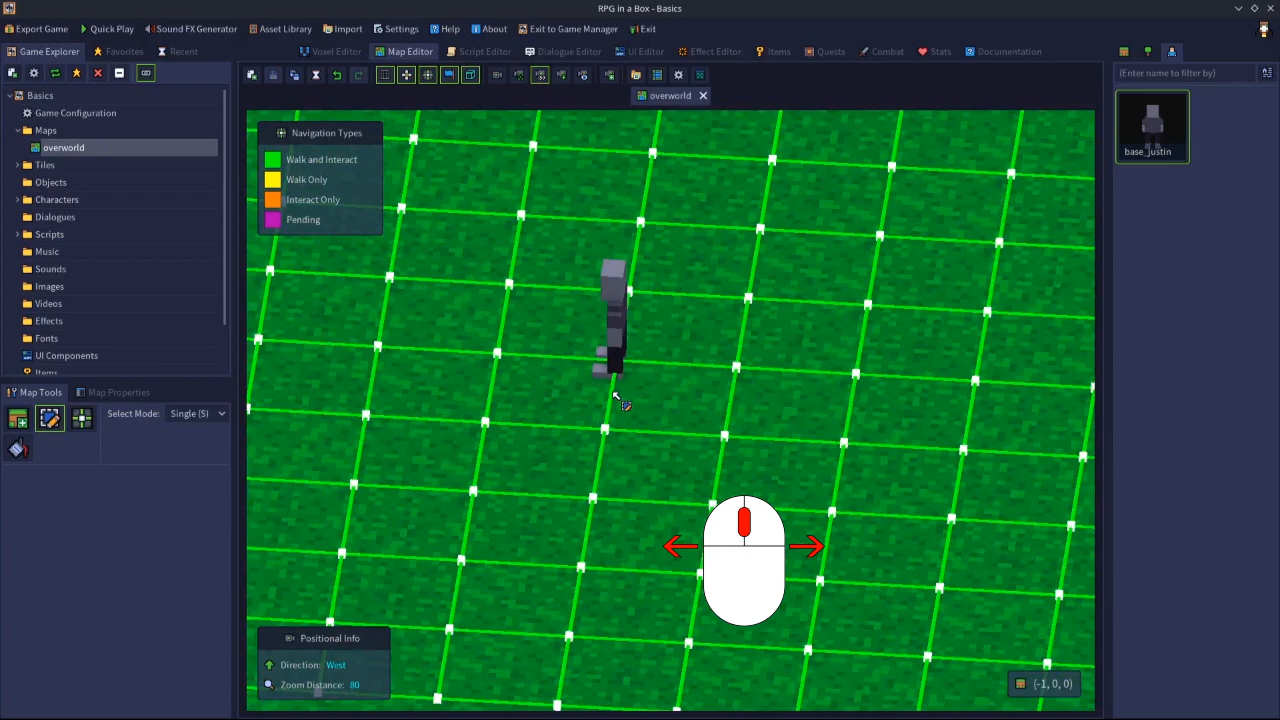 RPG in a Box - Basics
Export Game Quick Play Sound FX Generator Asset Library Import Settings Help About Exit to Game Manager Exit
Game Explorer Favorites Recent Voxel Editor Map Editor Script Editor Dialogue Editor UI Editor Effect Editor Items Quests Combat Stats Documentation
(Enter name to filter by)
overworld
Basics
Game Configuration
Maps
overworld
Tiles
Objects
Characters
Dialogues
Scripts
Music
Sounds
Images
Videos
Effects
Fonts
UI Components
Items
Map Tools Map Properties
Select Mode: Single (S)
Navigation Types
Walk and Interact
Walk Only
Interact Only
Pending
Positional Info
Direction: West
Zoom Distance: 80
(-1, 0, 0)
base_justin